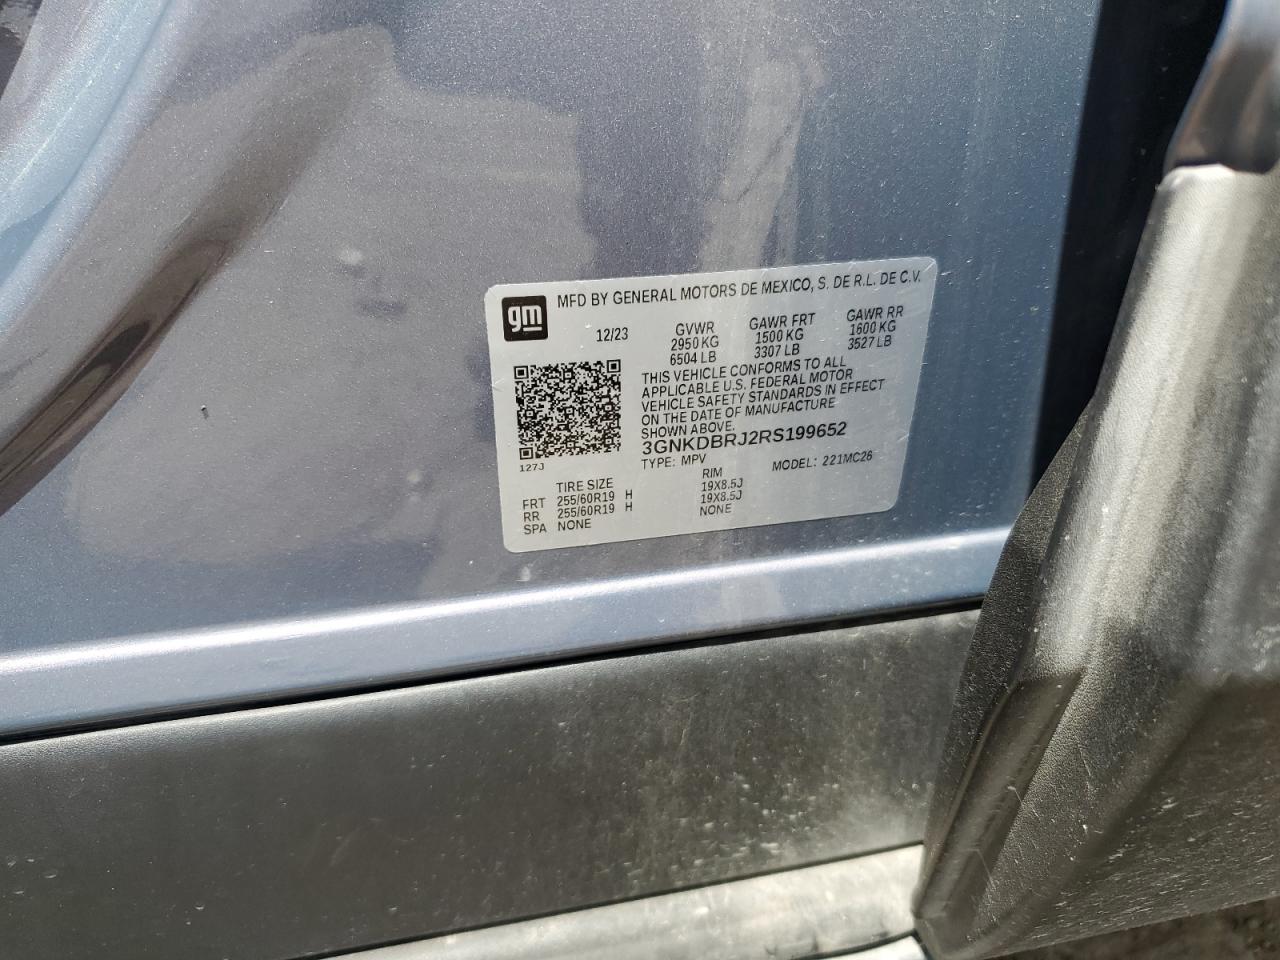 gm
MFD BY GENERAL MOTORS DE MEXICO, S. DE R.L. DE C.V.
12/23
GVWR GAWR FRT GAWR RR
2950 KG 1500 KG 1600 KG
6504 LB 3307 LB 3527 LB
THIS VEHICLE CONFORMS TO ALL
APPLICABLE U.S. FEDERAL MOTOR
VEHICLE SAFETY STANDARDS IN EFFECT
ON THE DATE OF MANUFACTURE
SHOWN ABOVE.
3GNKDBRJ2RS199652
127J
TYPE: MPV MODEL: 221MC26
TIRE SIZE RIM
FRT 255/60R19 H 19X8.5J
RR 255/60R19 H 19X8.5J
SPA NONE NONE